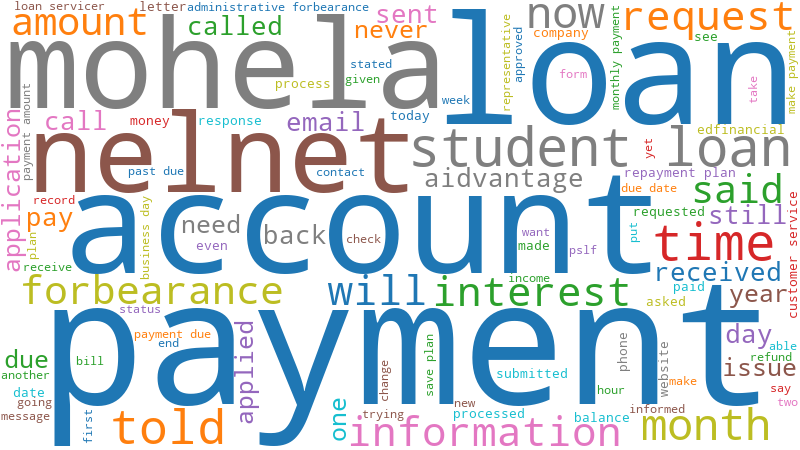 loan servicer
letter
administrative forbearance
amount
called
sent
never
now
request
mohela
loan
representative
approved
company
monthly payment
see
make payment
stated
process
given
form
take
week
payment amount
application
call
money
response
email
today
nelnet
student loan
edfinancial
yet
past due
contact
aidvantage
repayment plan
due date
said
record
pay
account
need
back
check
even
want
made
pslf
put
requested
still
customer service
time
plan
business day
receive
received
forbearance
will
income
interest
paid
asked
year
status
payment
payment due
end
day
able
refund
due
bill
another
applied
change
save plan
submitted
phone
website
issue
hour
make
say
date
going
message
first
told
one
trying
new
processed
information
balance
informed
month
two